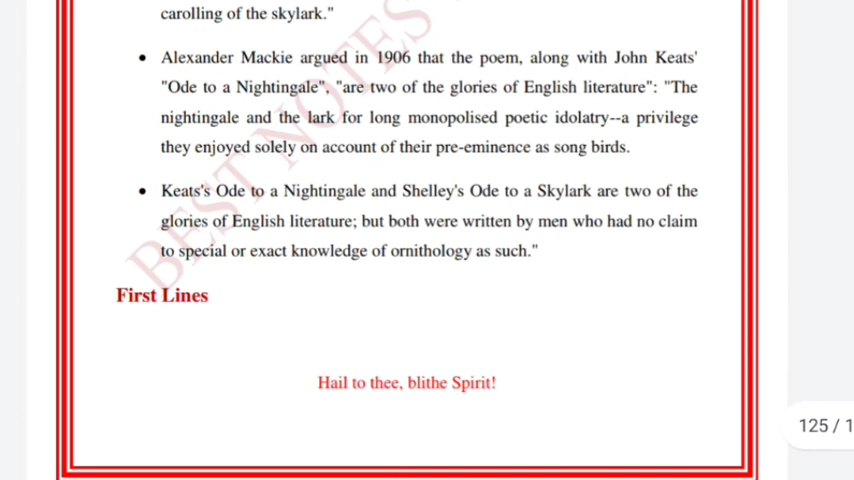 carolling of the skylark."
• Alexander Mackie argued in 1906 that the poem, along with John Keats'
"Ode to a Nightingale", "are two of the glories of English literature": "The
nightingale and the lark for long monopolised poetic idolatry--a privilege
they enjoyed solely on account of their pre-eminence as song birds.
• Keats's Ode to a Nightingale and Shelley's Ode to a Skylark are two of the
glories of English literature; but both were written by men who had no claim
to special or exact knowledge of ornithology as such."
First Lines
Hail to thee, blithe Spirit!
125 / 1
BEST NOTES